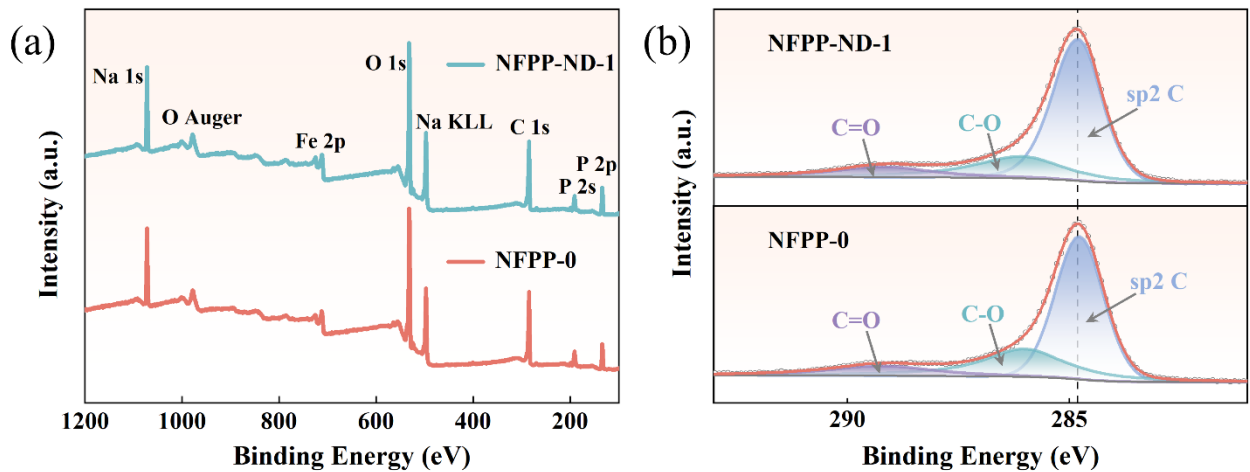 (a)
Na 1s
O Auger
Fe 2p
O 1s
NFPP-ND-1
Na KLL
C 1s
P 2p
P 2s
NFPP-0
Intensity (a.u.)
1200 1000 800 600 400 200
Binding Energy (eV)
(b)
NFPP-ND-1
sp2 C
C-O
C=O
NFPP-0
sp2 C
C-O
C=O
Intensity (a.u.)
290 285
Binding Energy (eV)